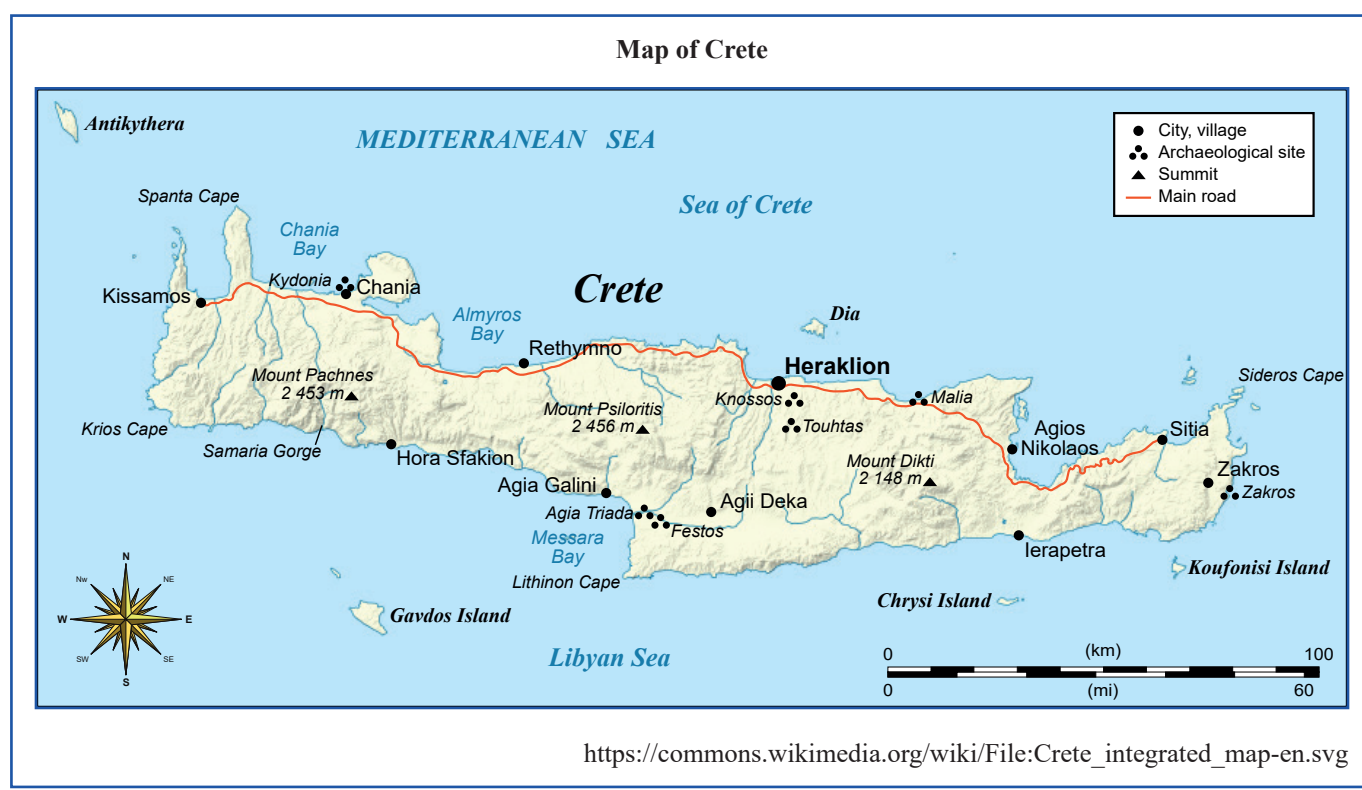 Map of Crete
Antikythera
MEDITERRANEAN SEA
City, village
Archaeological site
Summit
Main road
Spanta Cape
Sea of Crete
Chania
Bay
Kydonia
Chania
Kissamos
Crete
Almyros
Bay
Dia
Rethymno
Heraklion
Mount Pachnes
2 453 m
Sideros Cape
Knossos
Malia
Mount Psiloritis
2 456 m
Touhtas
Krios Cape
Samaria Gorge
Hora Sfakion
Agios
Nikolaos
Sitia
Mount Dikti
2 148 m
Zakros
Zakros
Agia Galini
Agia Triada
Agii Deka
Festos
Messara
Bay
Ierapetra
Lithinon Cape
Koufonisi Island
Chrysi Island
Gavdos Island
N
Nw
NE
W
E
SW
SE
S
Libyan Sea
0 (km) 100
0 (mi) 60
https://commons.wikimedia.org/wiki/File:Crete_integrated_map-en.svg